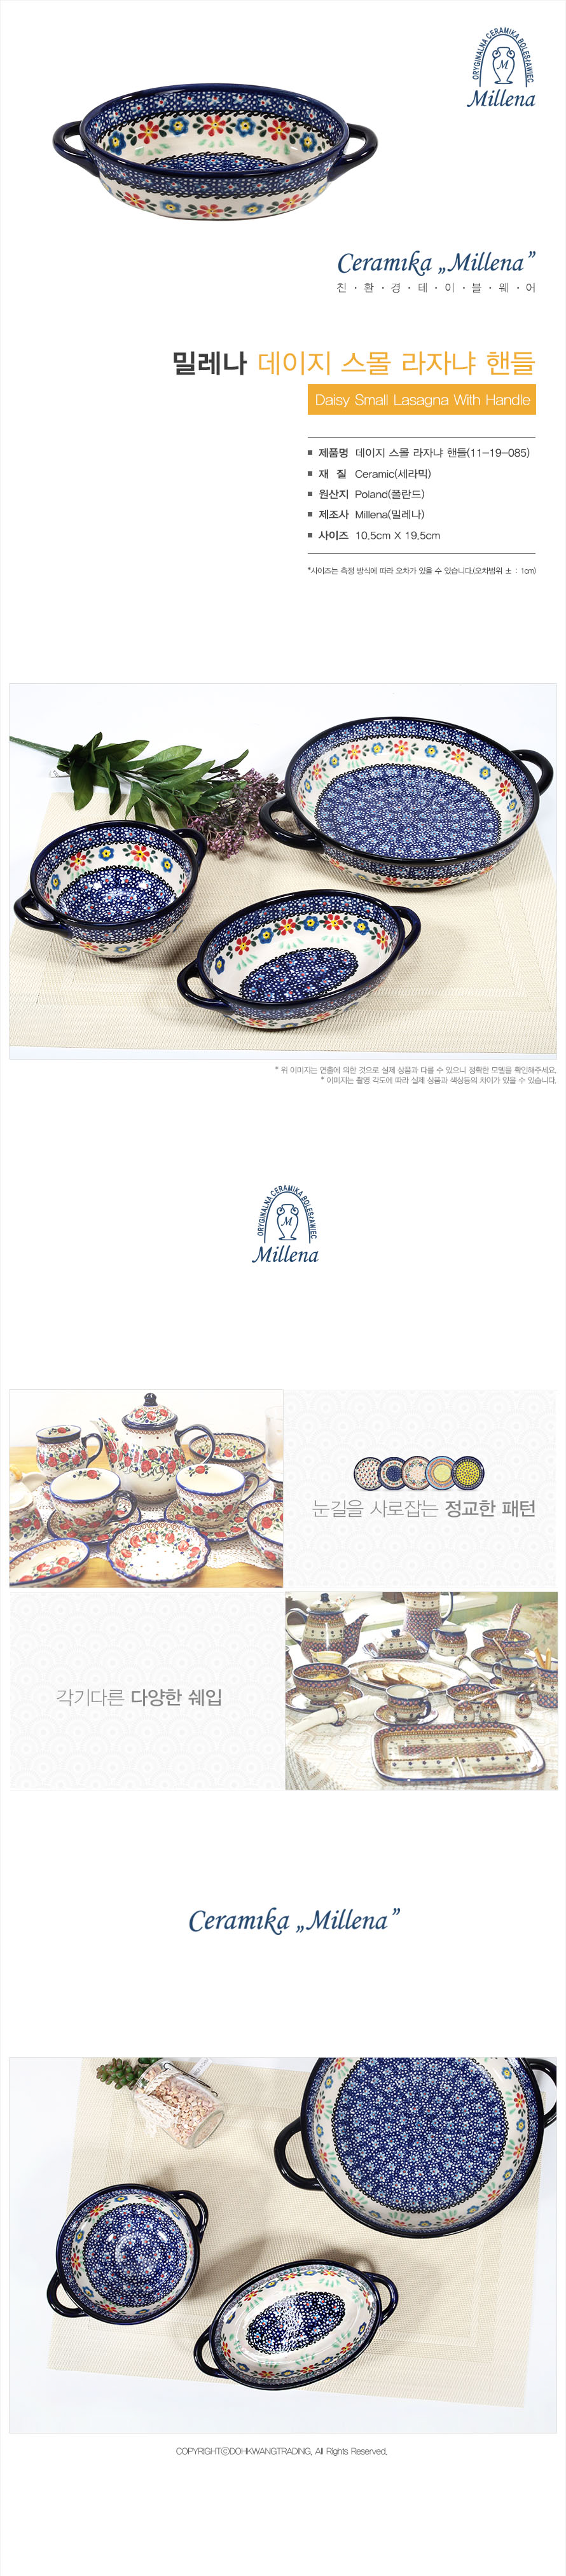 ORYGINALNA CERAMIKA BOLESŁAWIEC
M
Millena
Ceramika „Millena”
친 · 환 · 경 · 테 · 이 · 블 · 웨 · 어
밀레나 데이지 스몰 라자냐 핸들
Daisy Small Lasagna With Handle
제품명 데이지 스몰 라자냐 핸들(11-19-085)
재 질 Ceramic(세라믹)
원산지 Poland(폴란드)
제조사 Millena(밀레나)
사이즈 10.5cm X 19.5cm
*사이즈는 측정 방식에 따라 오차가 있을 수 있습니다.(오차범위 ± : 1cm)
* 위 이미지는 연출에 의한 것으로 실제 상품과 다를 수 있으니 정확한 모델을 확인해주세요.
* 이미지는 촬영 각도에 따라 실제 상품과 색상등의 차이가 있을 수 있습니다.
ORYGINALNA CERAMIKA BOLESŁAWIEC
M
Millena
눈길을 사로잡는 정교한 패턴
각기다른 다양한 쉐입
Ceramika „Millena”
COPYRIGHTⓒDOHKWANGTRADING, All Rights Reserved.